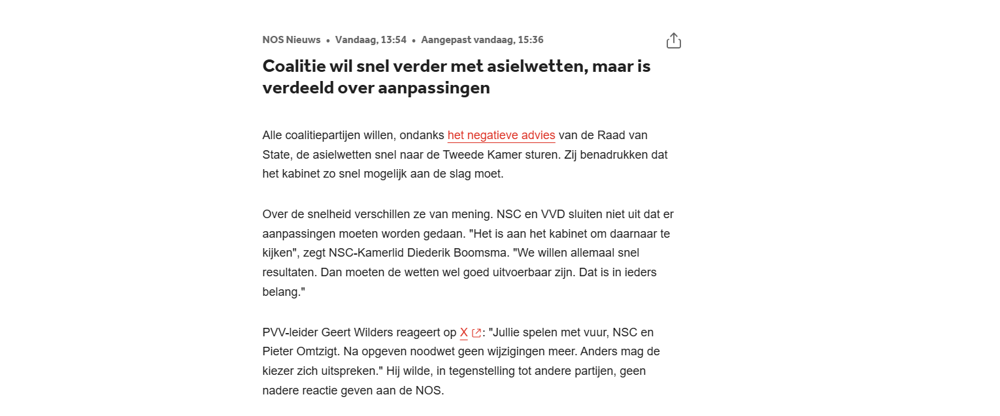 NOS Nieuws • Vandaag, 13:54 • Aangepast vandaag, 15:36
Coalitie wil snel verder met asielwetten, maar is
verdeeld over aanpassingen
Alle coalitiepartijen willen, ondanks het negatieve advies van de Raad van
State, de asielwetten snel naar de Tweede Kamer sturen. Zij benadrukken dat
het kabinet zo snel mogelijk aan de slag moet.
Over de snelheid verschillen ze van mening. NSC en VVD sluiten niet uit dat er
aanpassingen moeten worden gedaan. "Het is aan het kabinet om daarnaar te
kijken", zegt NSC-Kamerlid Diederik Boomsma. "We willen allemaal snel
resultaten. Dan moeten de wetten wel goed uitvoerbaar zijn. Dat is in ieders
belang."
PVV-leider Geert Wilders reageert op X: "Jullie spelen met vuur, NSC en
Pieter Omtzigt. Na opgeven noodwet geen wijzigingen meer. Anders mag de
kiezer zich uitspreken." Hij wilde, in tegenstelling tot andere partijen, geen
nadere reactie geven aan de NOS.